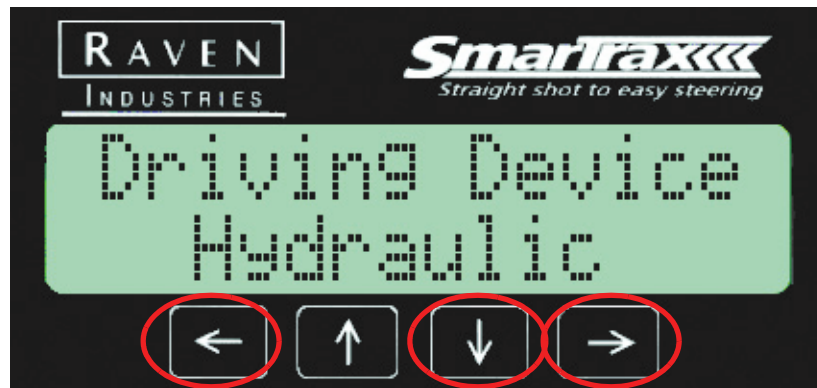 RAVEN
INDUSTRIES
SmarTrax
Straight shot to easy steering
Driving Device
Hydraulic
← ↑ ↓ →